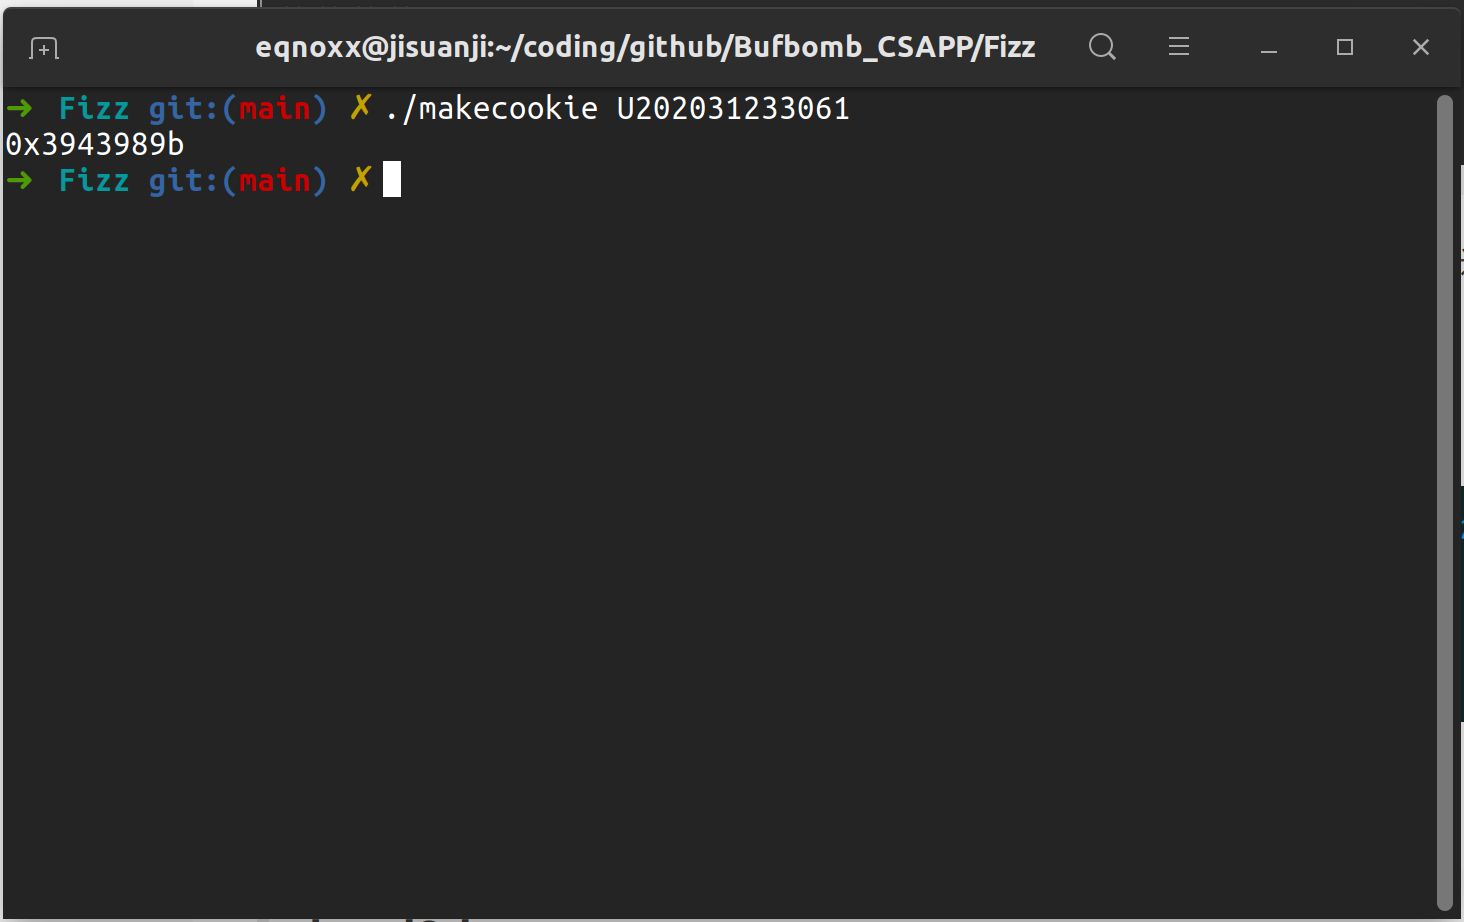 eqnoxx@jisuanji:~/coding/github/Bufbomb_CSAPP/Fizz
➜ Fizz git:(main) ✗ ./makecookie U202031233061
0x3943989b
➜ Fizz git:(main) ✗